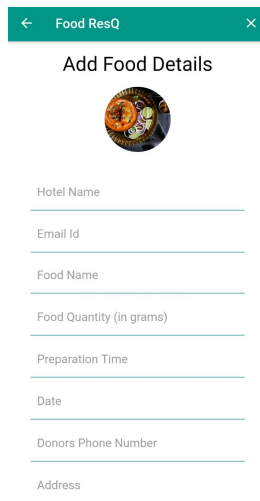 Food ResQ
Add Food Details
Hotel Name
Email Id
Food Name
Food Quantity (in grams)
Preparation Time
Date
Donors Phone Number
Address